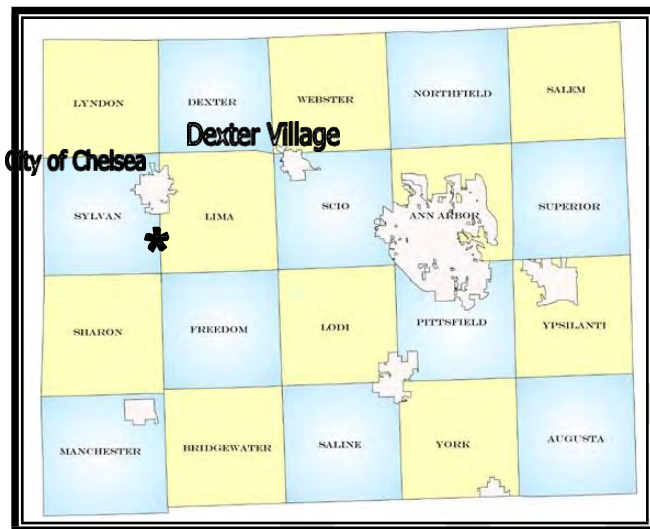 LYNDON
DEXTER
WEBSTER
NORTHFIELD
SALEM
Dexter Village
City of Chelsea
SYLVAN
LIMA
SCIO
ANN ARBOR
SUPERIOR
*
SHARON
FREEDOM
LODI
PITTSFIELD
YPSILANTI
MANCHESTER
BRIDGEWATER
SALINE
YORK
AUGUSTA